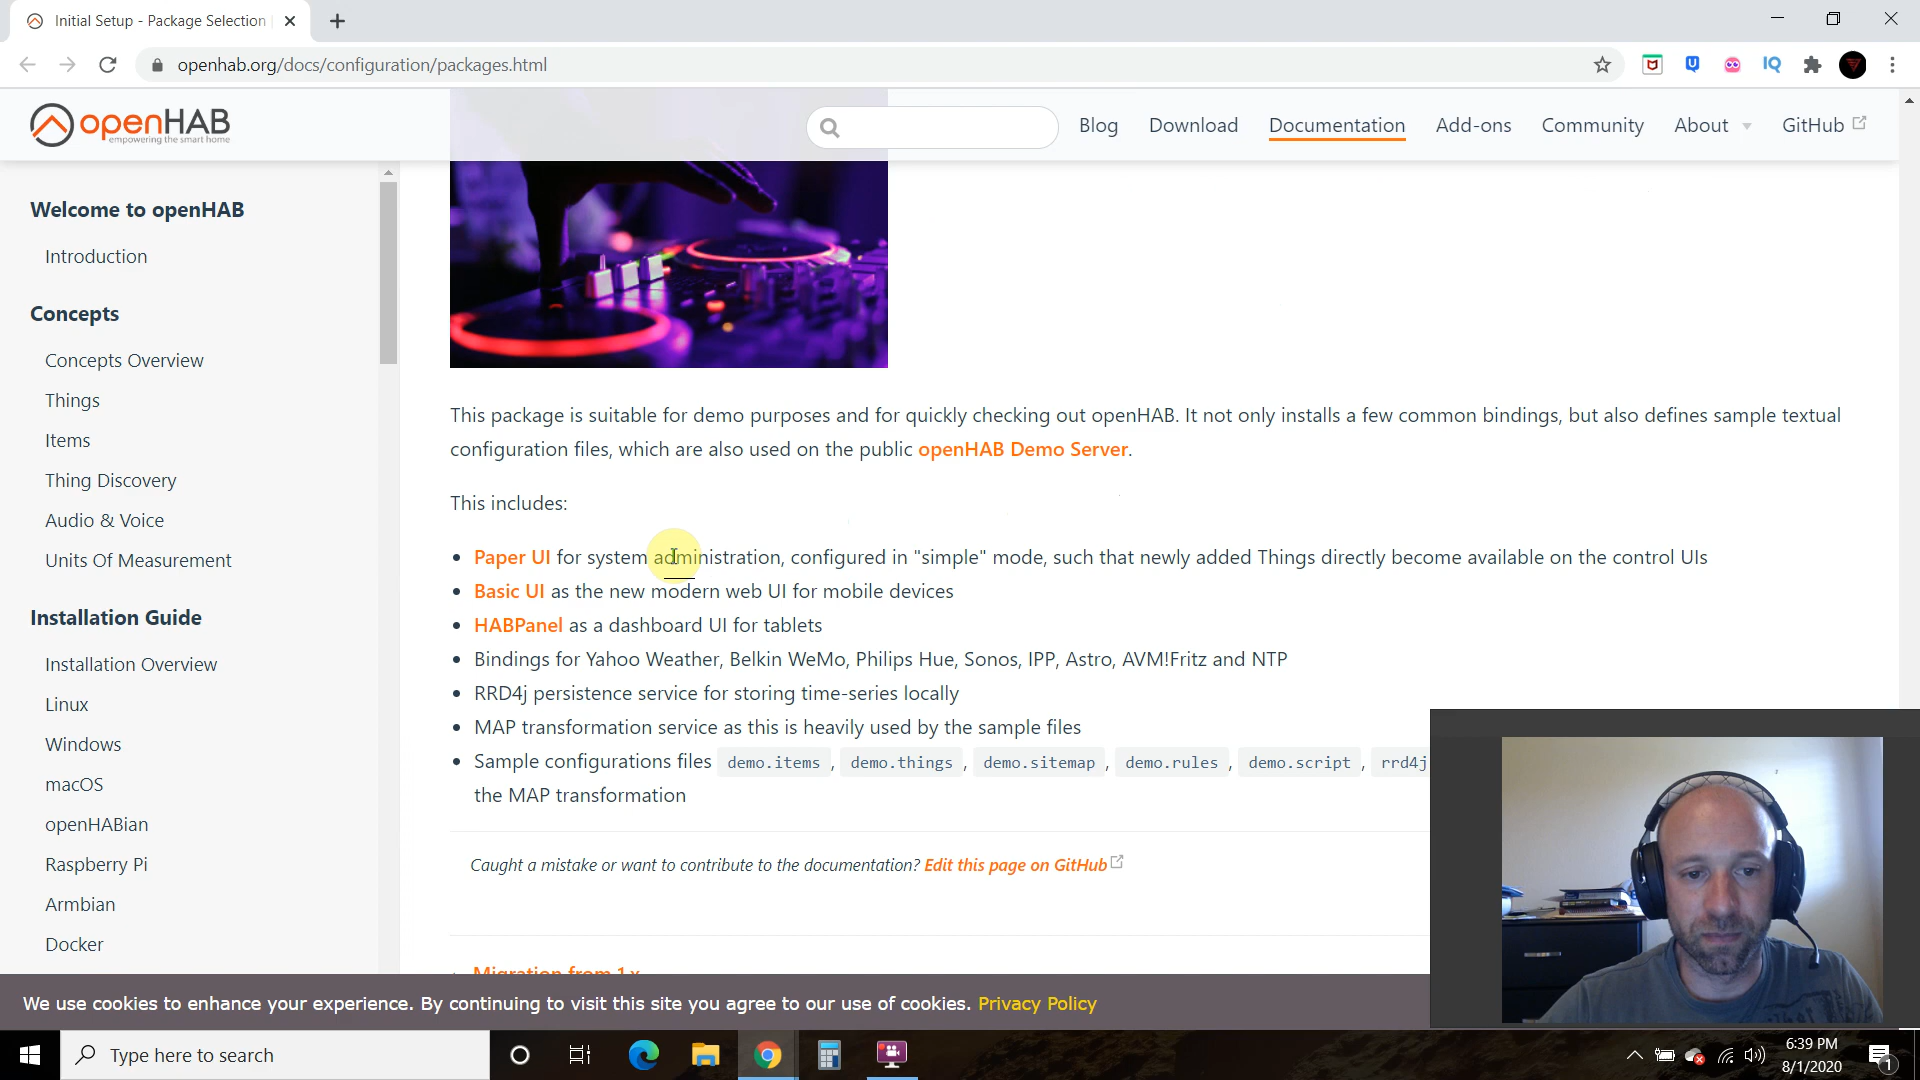 Initial Setup - Package Selection
openhab.org/docs/configuration/packages.html
IQ
openHAB
empowering the smart home
Blog
Download
Documentation
Add-ons
Community
About
GitHub
Welcome to openHAB
Introduction
Concepts
Concepts Overview
Things
Items
Thing Discovery
Audio & Voice
Units Of Measurement
Installation Guide
Installation Overview
Linux
Windows
macOS
openHABian
Raspberry Pi
Armbian
Docker
This package is suitable for demo purposes and for quickly checking out openHAB. It not only installs a few common bindings, but also defines sample textual
configuration files, which are also used on the public openHAB Demo Server.
This includes:
Paper UI for system administration, configured in "simple" mode, such that newly added Things directly become available on the control UIs
Basic UI as the new modern web UI for mobile devices
HABPanel as a dashboard UI for tablets
Bindings for Yahoo Weather, Belkin WeMo, Philips Hue, Sonos, IPP, Astro, AVM!Fritz and NTP
RRD4j persistence service for storing time-series locally
MAP transformation service as this is heavily used by the sample files
Sample configurations files demo.items , demo.things , demo.sitemap , demo.rules , demo.script , rrd4j
the MAP transformation
Caught a mistake or want to contribute to the documentation? Edit this page on GitHub
Migration from 1.x
We use cookies to enhance your experience. By continuing to visit this site you agree to our use of cookies. Privacy Policy
Type here to search
6:39 PM
8/1/2020
1